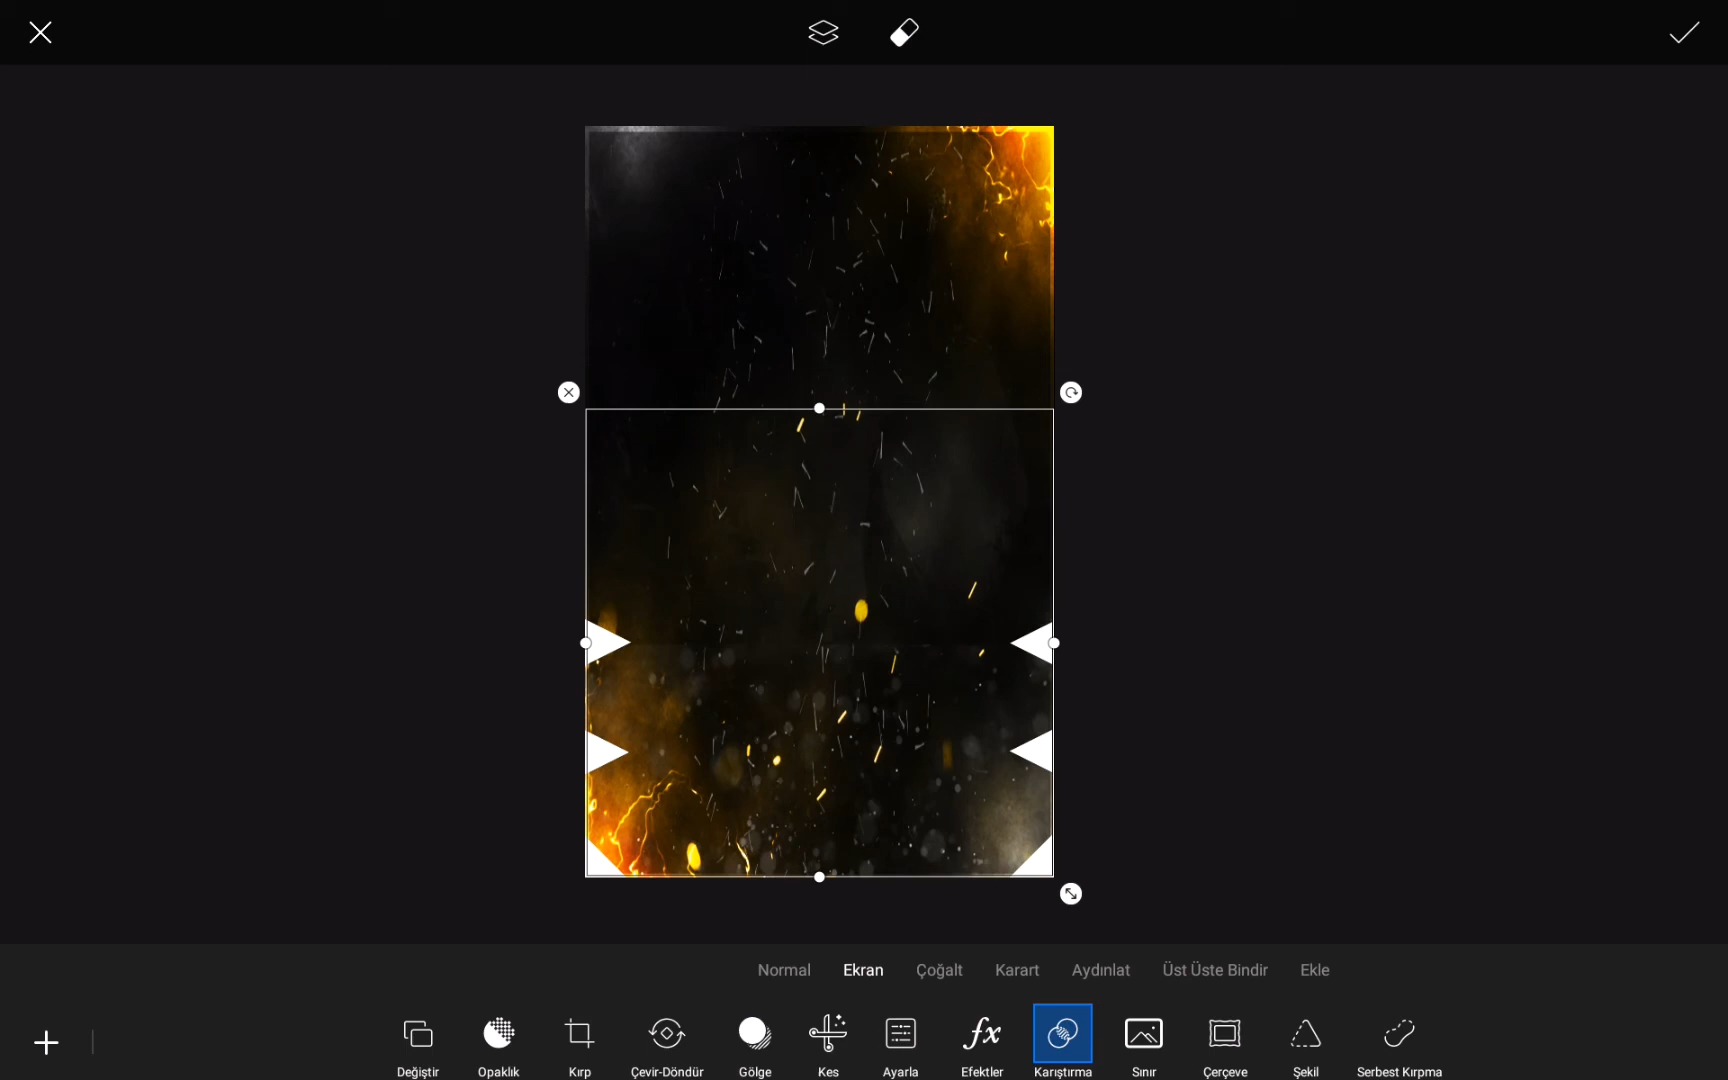 Normal Ekran Çoğalt Karart Aydınlat Üst Üste Bindir Ekle
Değiştir Opaklık Kırp Çevir-Döndür Gölge Kes Ayarla fx Efektler Karıştırma Sınır Çerçeve Şekil Serbest Kırpma